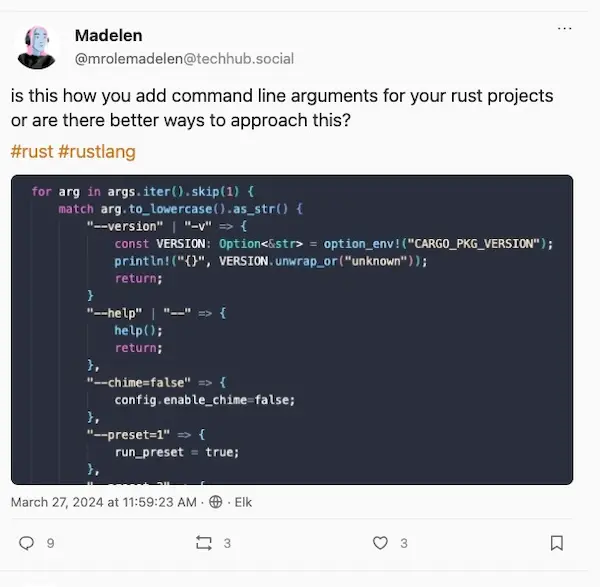 Madelen
@mrolemadelen@techhub.social
is this how you add command line arguments for your rust projects
or are there better ways to approach this?
#rust #rustlang
for arg in args.iter().skip(1) {
match arg.to_lowercase().as_str() {
"--version" | "-v" => {
const VERSION: Option<&str> = option_env!("CARGO_PKG_VERSION");
println!("{}", VERSION.unwrap_or("unknown"));
return;
}
"--help" | "--" => {
help();
return;
},
"--chime=false" => {
config.enable_chime=false;
},
"--preset=1" => {
run_preset = true;
},
March 27, 2024 at 11:59:23 AM · · Elk
9 3 3